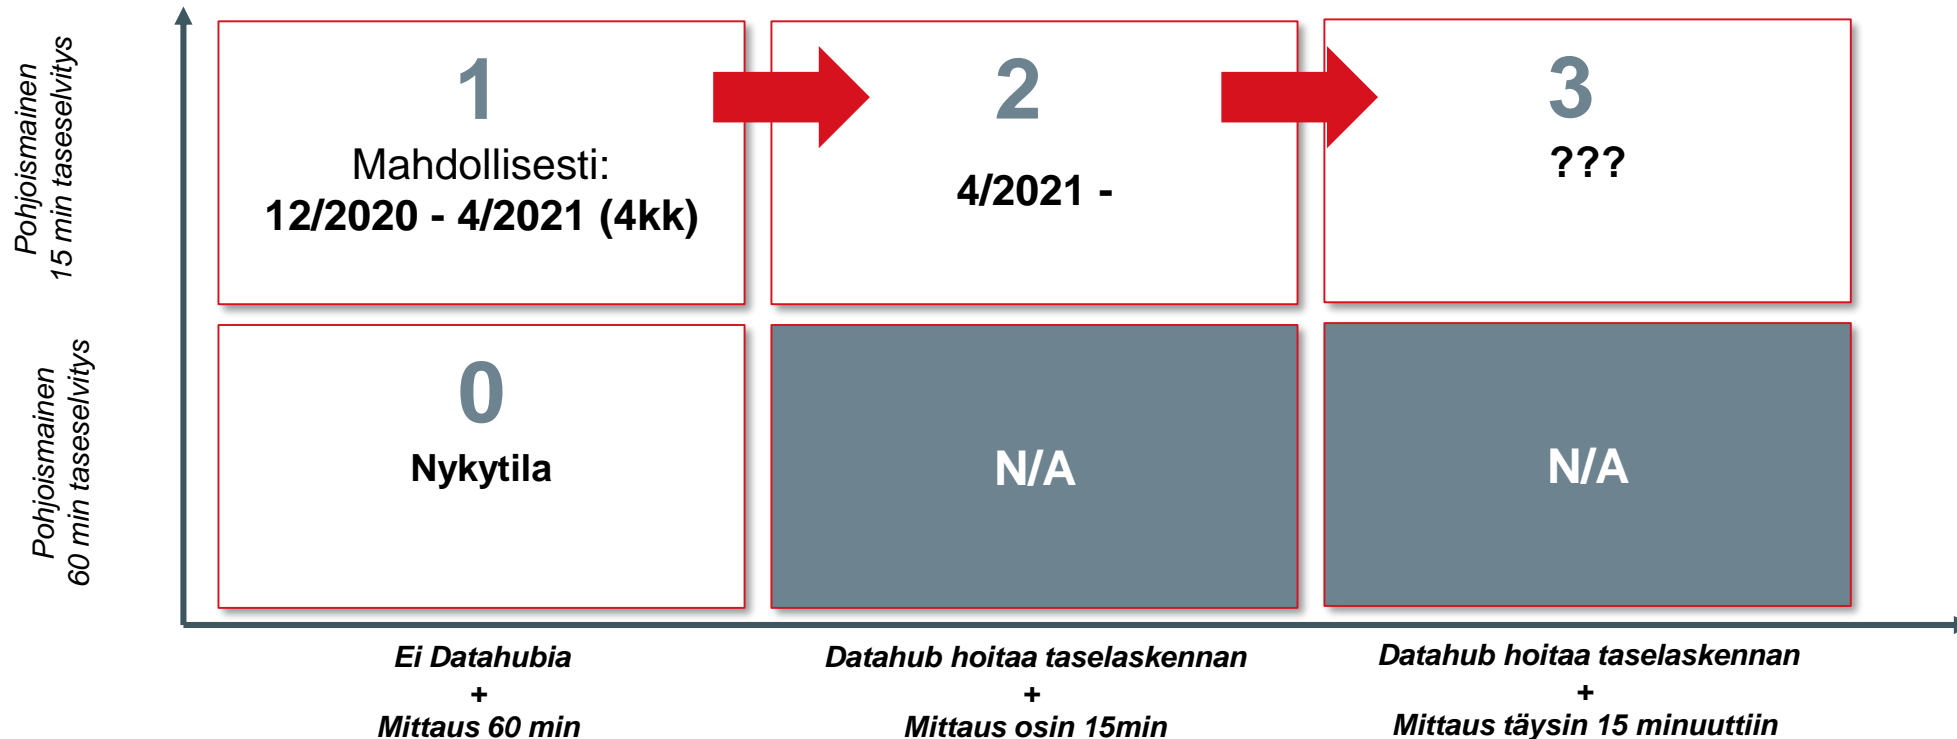 Pohjoismainen
15 min taseselvitys
1
Mahdollisesti:
12/2020 - 4/2021 (4kk)
2
4/2021 -
3
???
Pohjoismainen
60 min taseselvitys
0
Nykytila
N/A
N/A
Ei Datahubia
+
Mittaus 60 min
Datahub hoitaa taselaskennan
+
Mittaus osin 15min
Datahub hoitaa taselaskennan
+
Mittaus täysin 15 minuuttiin